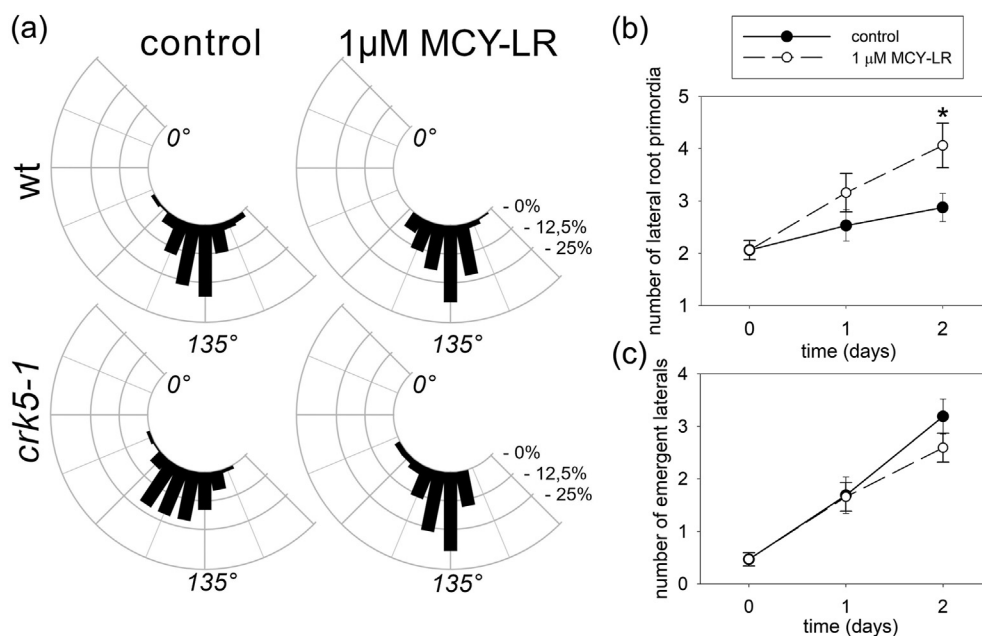 (a)
control
1µM MCY-LR
wt
0°
135°
0°
- 0%
- 12,5%
- 25%
crk5-1
0°
135°
0°
- 0%
- 12,5%
- 25%
135°
135°
(b)
control
1 µM MCY-LR
number of lateral root primordia
5
4
3
2
1
*
0 1 2
time (days)
(c)
number of emergent laterals
4
3
2
1
0
0 1 2
time (days)